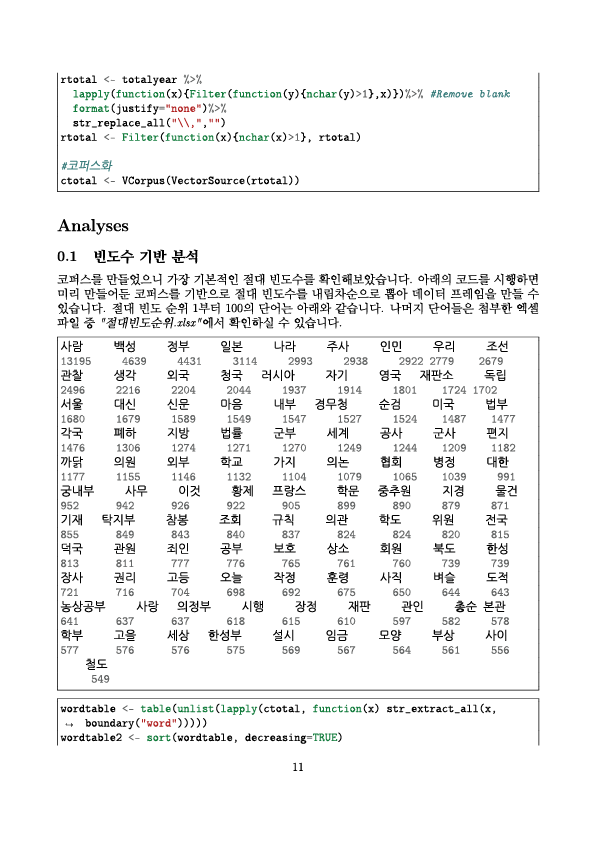 rtotal <- totalyear %>%
lapply(function(x){Filter(function(y){nchar(y)>1},x)})%>% #Remove blank
format(justify="none")%>%
str_replace_all("\\,","")
rtotal <- Filter(function(x){nchar(x)>1}, rtotal)
#코퍼스화
ctotal <- VCorpus(VectorSource(rtotal))
Analyses
0.1 빈도수 기반 분석
코퍼스를 만들었으니 가장 기본적인 절대 빈도수를 확인해보았습니다. 아래의 코드를 시행하면
미리 만들어둔 코퍼스를 기반으로 절대 빈도수를 내림차순으로 뽑아 데이터 프레임을 만들 수
있습니다. 절대 빈도 순위 1부터 100의 단어는 아래와 같습니다. 나머지 단어들은 첨부한 엑셀
파일 중 "절대빈도순위.xlsx"에서 확인하실 수 있습니다.
사람 백성 정부 일본 나라 주사 인민 우리 조선
13195 4639 4431 3114 2993 2938 2922 2779 2679
관찰 생각 외국 청국 러시아 자기 영국 재판소 독립
2496 2216 2204 2044 1937 1914 1801 1724 1702
서울 대신 신문 마음 내부 경무청 순검 미국 법부
1680 1679 1589 1549 1547 1527 1524 1487 1477
각국 폐하 지방 법률 군부 세계 공사 군사 편지
1476 1306 1274 1271 1270 1249 1244 1209 1182
까닭 의원 외부 학교 가지 의논 협회 병정 대한
1177 1155 1146 1132 1104 1079 1065 1039 991
궁내부 사무 이것 황제 프랑스 학문 중추원 지경 물건
952 942 926 922 905 899 890 879 871
기재 탁지부 참봉 조회 규칙 의관 학도 위원 전국
855 849 843 840 837 824 824 820 815
덕국 관원 죄인 공부 보호 상소 회원 북도 한성
813 811 777 776 765 761 760 739 739
장사 권리 고등 오늘 작정 훈령 사직 벼슬 도적
721 716 704 698 692 675 650 644 643
농상공부 사랑 의정부 시행 장정 재판 관인 총순 본관
641 637 637 618 615 610 597 582 578
학부 고을 세상 한성부 설시 임금 모양 부상 사이
577 576 576 575 569 567 564 561 556
철도
549
wordtable <- table(unlist(lapply(ctotal, function(x) str_extract_all(x,
↪ boundary("word")))))
wordtable2 <- sort(wordtable, decreasing=TRUE)
11